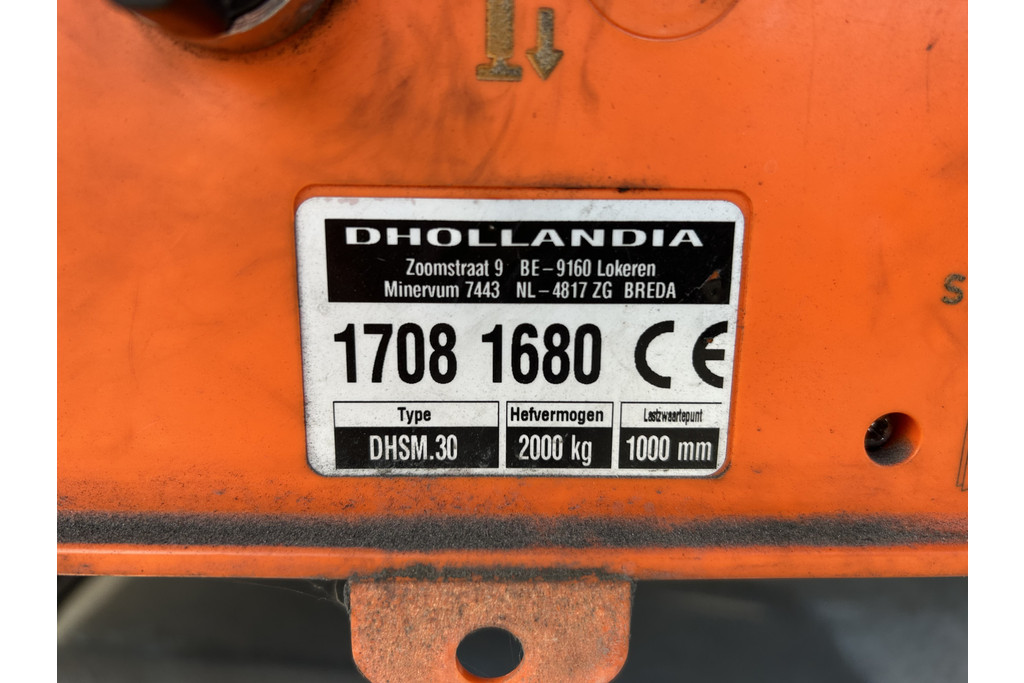 DHOLLANDIA
Zoomstraat 9 BE-9160 Lokeren
Minervum 7443 NL-4817 ZG BREDA
1708 1680 CE
Type Hefvermogen Lastzwaartepunt
DHSM.30 2000 kg 1000 mm
S